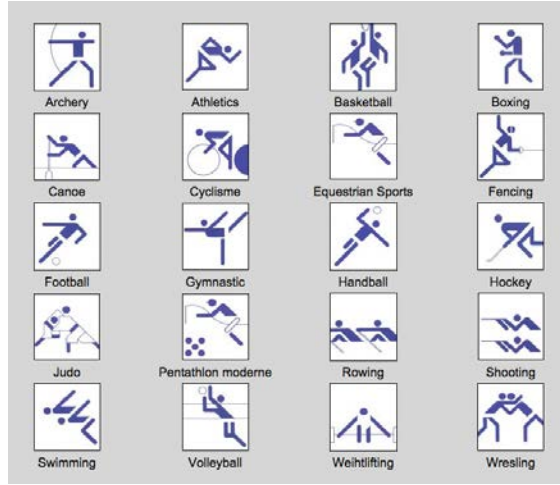 Archery Athletics Basketball Boxing
Canoe Cyclisme Equestrian Sports Fencing
Football Gymnastic Handball Hockey
Judo Pentathlon moderne Rowing Shooting
Swimming Volleyball Weihtlifting Wresling